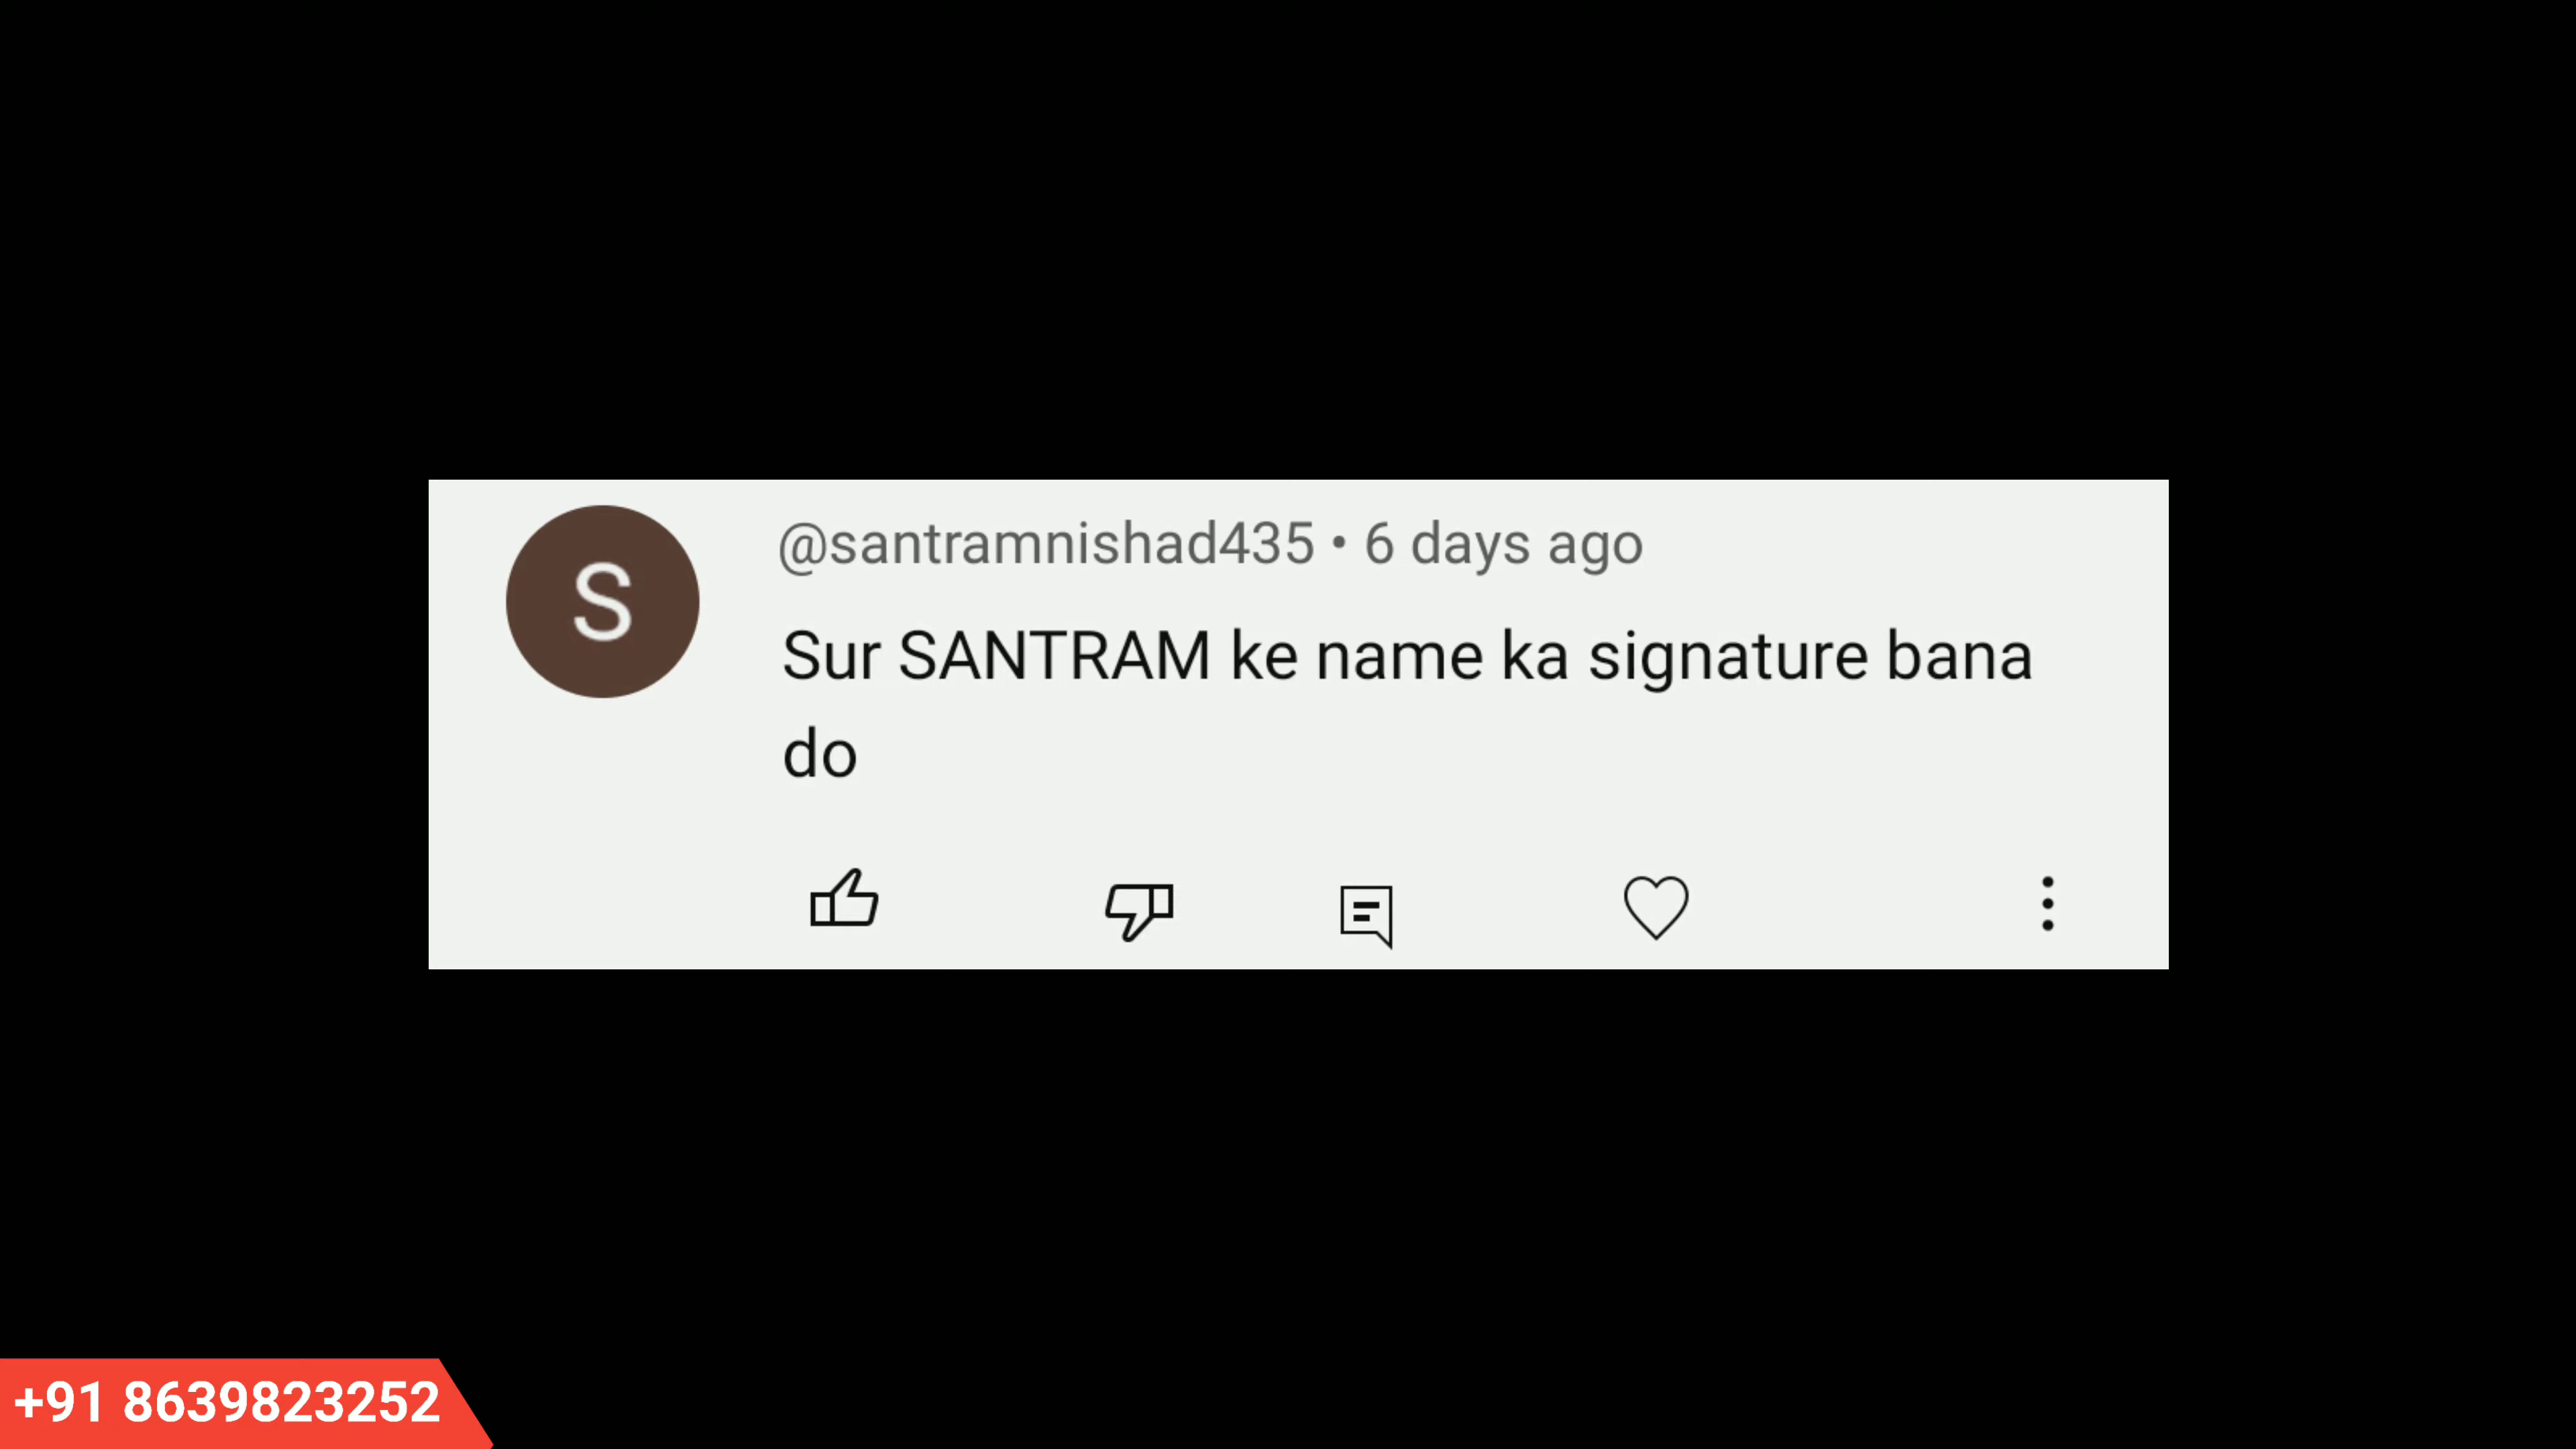 S
@santramnishad435 • 6 days ago
Sur SANTRAM ke name ka signature bana
do
+91 8639823252